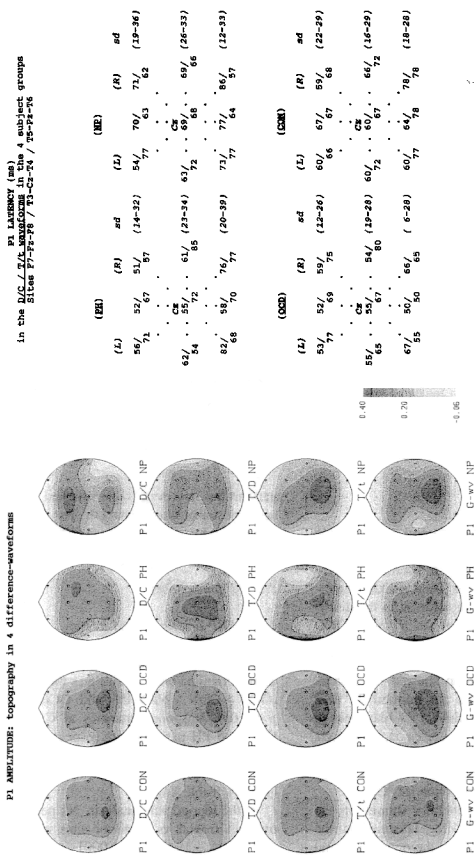 P1 AMPLITUDE: topography in 4 difference-waveforms
P1 D/C CON P1 D/C OCD P1 D/C PH P1 D/C NP
P1 T/D CON P1 T/D OCD P1 T/D PH P1 T/D NP
P1 T/t CON P1 T/t OCD P1 T/t PH P1 T/t NP
P1 G-wv CON P1 G-wv OCD P1 G-wv PH P1 G-wv NP
0.40
0.20
-0.06
P1 LATENCY (ms)
in the D/C / T/t waveforms in the 4 subject groups
Sites F7-Fz-F8 / T3-Cz-T4 / T5-Pz-T6
(PH) (NP)
(L) (R) sd (L) (R) sd
56/ 52/ 51/ (14-32) 54/ 70/ 71/ (19-36)
71 67 57 77 63 62
Cz Cz
62/ 55/ 61/ (23-34) 63/ 69/ 69/ (26-33)
54 72 85 72 68 66
82/ 58/ 76/ (20-39) 73/ 77/ 86/ (12-33)
68 70 77 77 64 57
(OCD) (CON)
(L) (R) sd (L) (R) sd
53/ 52/ 59/ (12-26) 60/ 67/ 59/ (22-29)
77 69 75 66 67 68
Cz Cz
55/ 55/ 54/ (19-28) 60/ 60/ 66/ (16-29)
65 67 80 72 67 72
67/ 50/ 66/ ( 6-28) 60/ 64/ 78/ (18-28)
55 50 65 77 78 78